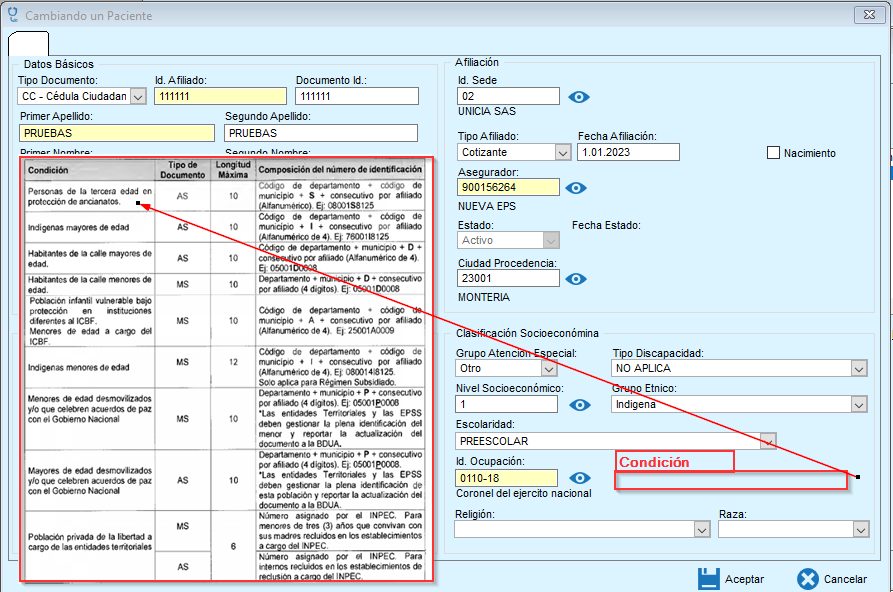 Cambiando un Paciente
Datos Básicos
Tipo Documento:
Id. Afiliado:
Documento Id.:
CC - Cédula Ciudadan
111111
111111
Primer Apellido:
Segundo Apellido:
PRUEBAS
PRUEBAS
Primer Nombre:
Segundo Nombre:
Condición
Tipo de
Documento
Longitud
Máxima
Composición del número de identificación
Personas de la tercera edad en
protección de ancianatos.
AS
10
Código de departamento + código de
municipio + S + consecutivo por afiliado
(Alfanumérico). Ej: 08001S8125
Indígenas mayores de edad
AS
10
Código de departamento + código de
municipio + I + consecutivo por afiliado
(Alfanumérico de 4). Ej: 76001I8125
Habitantes de la calle mayores de
edad.
AS
10
Código de departamento + municipio + D +
consecutivo por afiliado (Alfanumérico de 4).
Ej: 05001D0008
Habitantes de la calle menores de
edad.
MS
10
Departamento + municipio + D + consecutivo
por afiliado (4 dígitos). Ej: 05001D0008
Población infantil vulnerable bajo
protección en instituciones
diferentes al ICBF.
Menores de edad a cargo del
ICBF.
MS
10
Código de departamento + código de
municipio + A + consecutivo por afiliado
(Alfanumérico de 4). Ej: 25001A0009
Indígenas menores de edad
MS
12
Código de departamento + código de
municipio + I + consecutivo por afiliado
(Alfanumérico de 4). Ej: 080014I8125.
Solo aplica para Régimen Subsidiado.
Menores de edad desmovilizados
y/o que celebren acuerdos de paz
con el Gobierno Nacional
MS
10
Departamento + municipio + P + consecutivo
por afiliado (4 dígitos). Ej: 05001P0008
*Las entidades Territoriales y las EPSS
deben gestionar la plena identificación del
menor y reportar la actualización del
documento a la BDUA.
Mayores de edad desmovilizados
y/o que celebren acuerdos de paz
con el Gobierno Nacional
AS
10
Departamento + municipio + P + consecutivo
por afiliado (4 dígitos). Ej: 05001P0008.
*Las entidades Territoriales y las EPSS
deben gestionar la plena identificación de
esta población y reportar la actualización del
documento a la BDUA.
Población privada de la libertad a
cargo de las entidades territoriales
MS
6
Número asignado por el INPEC. Para
menores de tres (3) años que convivan con
sus madres recluidos en los establecimientos
a cargo del INPEC.
AS
Número asignado por el INPEC. Para
internos recluidos en los establecimientos de
reclusión a cargo del INPEC.
Afiliación
Id. Sede
02
UNICIA SAS
Tipo Afiliado:
Fecha Afiliación:
Cotizante
1.01.2023
Nacimiento
Asegurador:
900156264
NUEVA EPS
Estado:
Fecha Estado:
Activo
Ciudad Procedencia:
23001
MONTERIA
Clasificación Socioeconómina
Grupo Atención Especial:
Tipo Discapacidad:
Otro
NO APLICA
Nivel Socioeconómico:
Grupo Etnico:
1
Indigena
Escolaridad:
PREESCOLAR
Id. Ocupación:
Condición
0110-18
Coronel del ejercito nacional
Religión:
Raza:
Aceptar
Cancelar